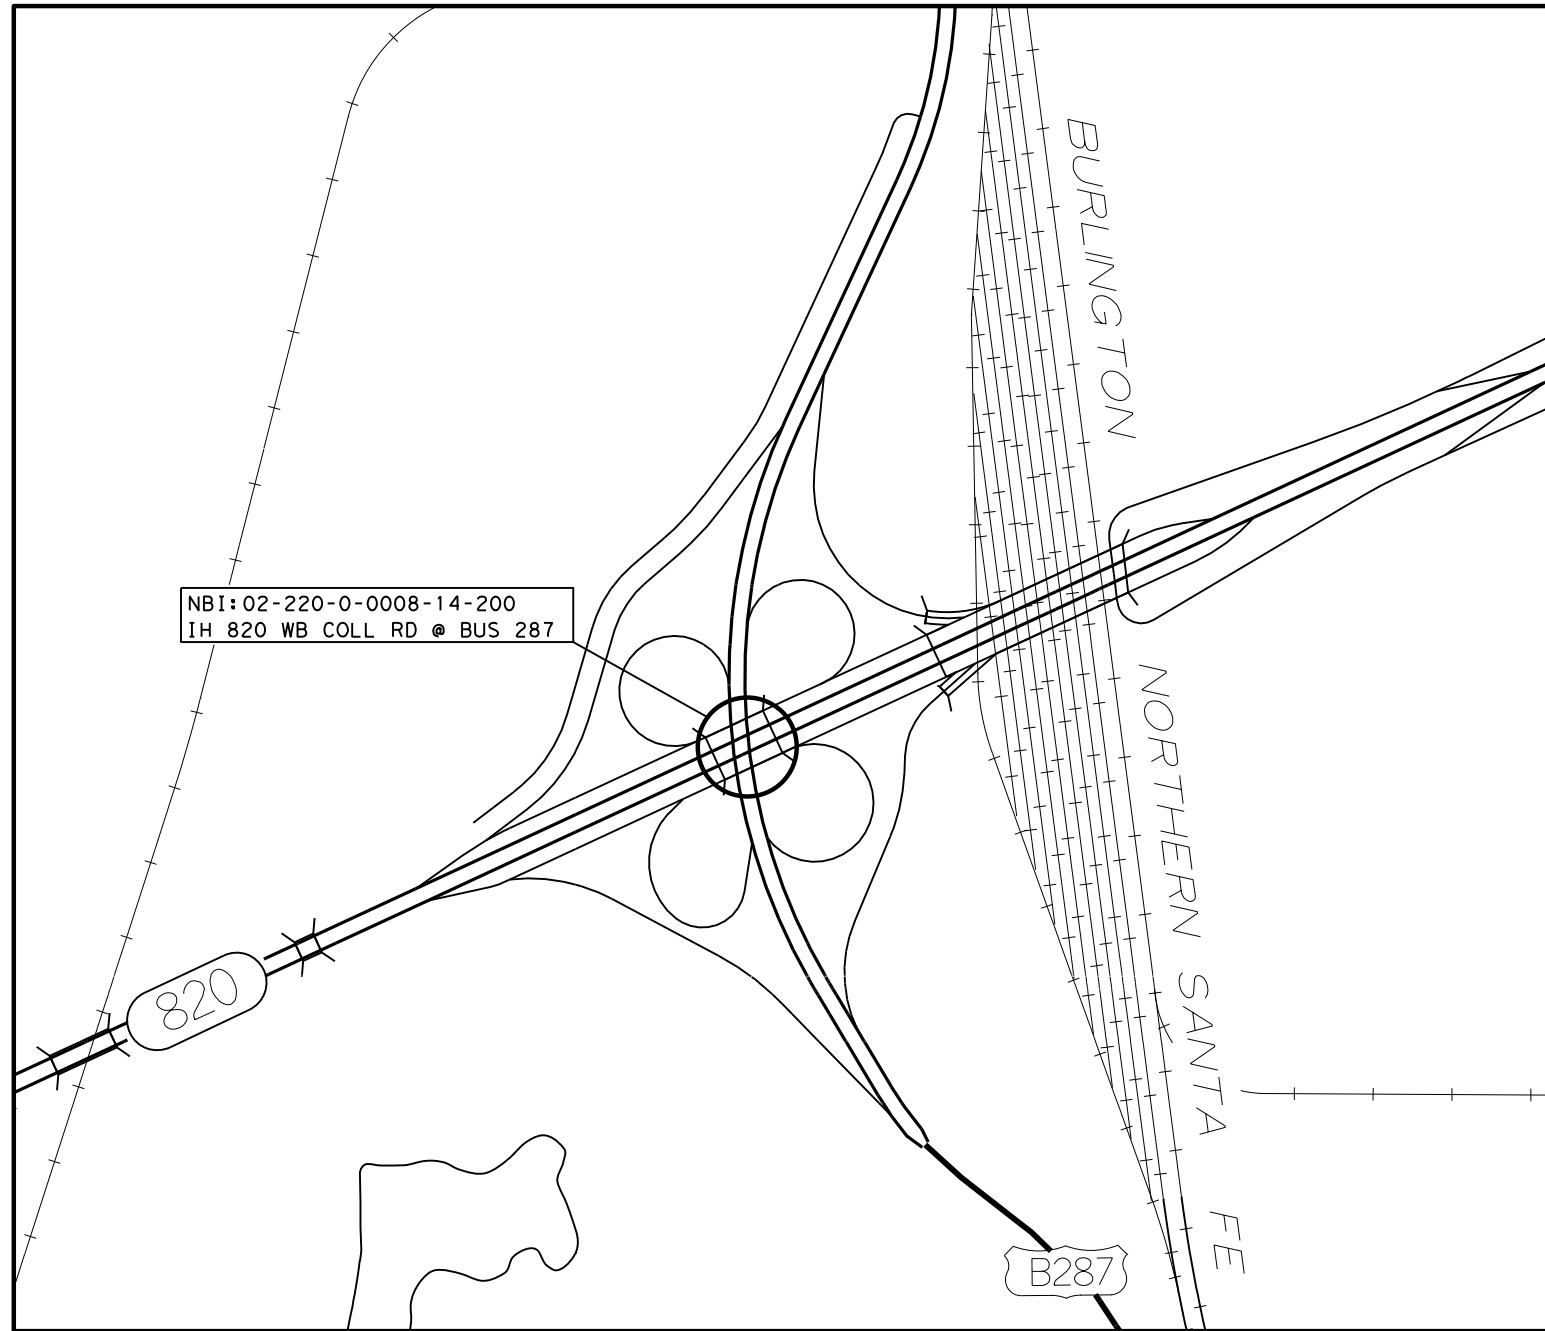 BURLINGTON
NBI:02-220-0-0008-14-200
IH 820 WB COLL RD @ BUS 287
NORTHERN SANTA FE
820
B287